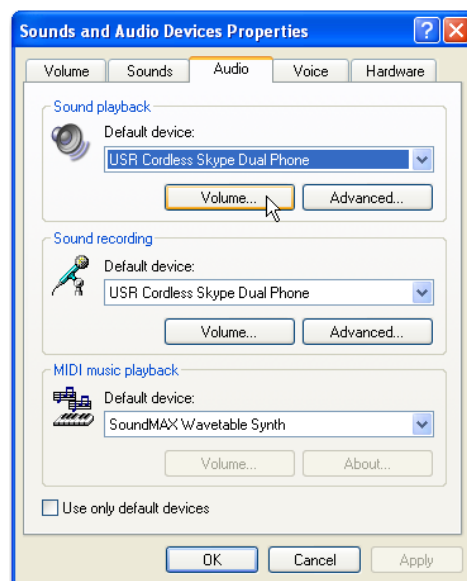 Sounds and Audio Devices Properties
Volume Sounds Audio Voice Hardware
Sound playback
Default device:
USR Cordless Skype Dual Phone
Volume... Advanced...
Sound recording
Default device:
USR Cordless Skype Dual Phone
Volume... Advanced...
MIDI music playback
Default device:
SoundMAX Wavetable Synth
Volume... About...
Use only default devices
OK Cancel Apply